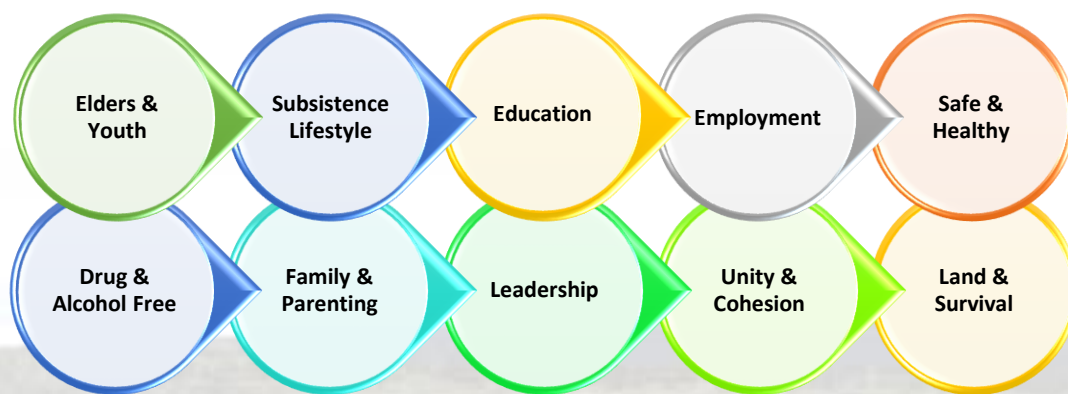 Elders &
Youth
Subsistence
Lifestyle
Education
Employment
Safe &
Healthy
Drug &
Alcohol Free
Family &
Parenting
Leadership
Unity &
Cohesion
Land &
Survival